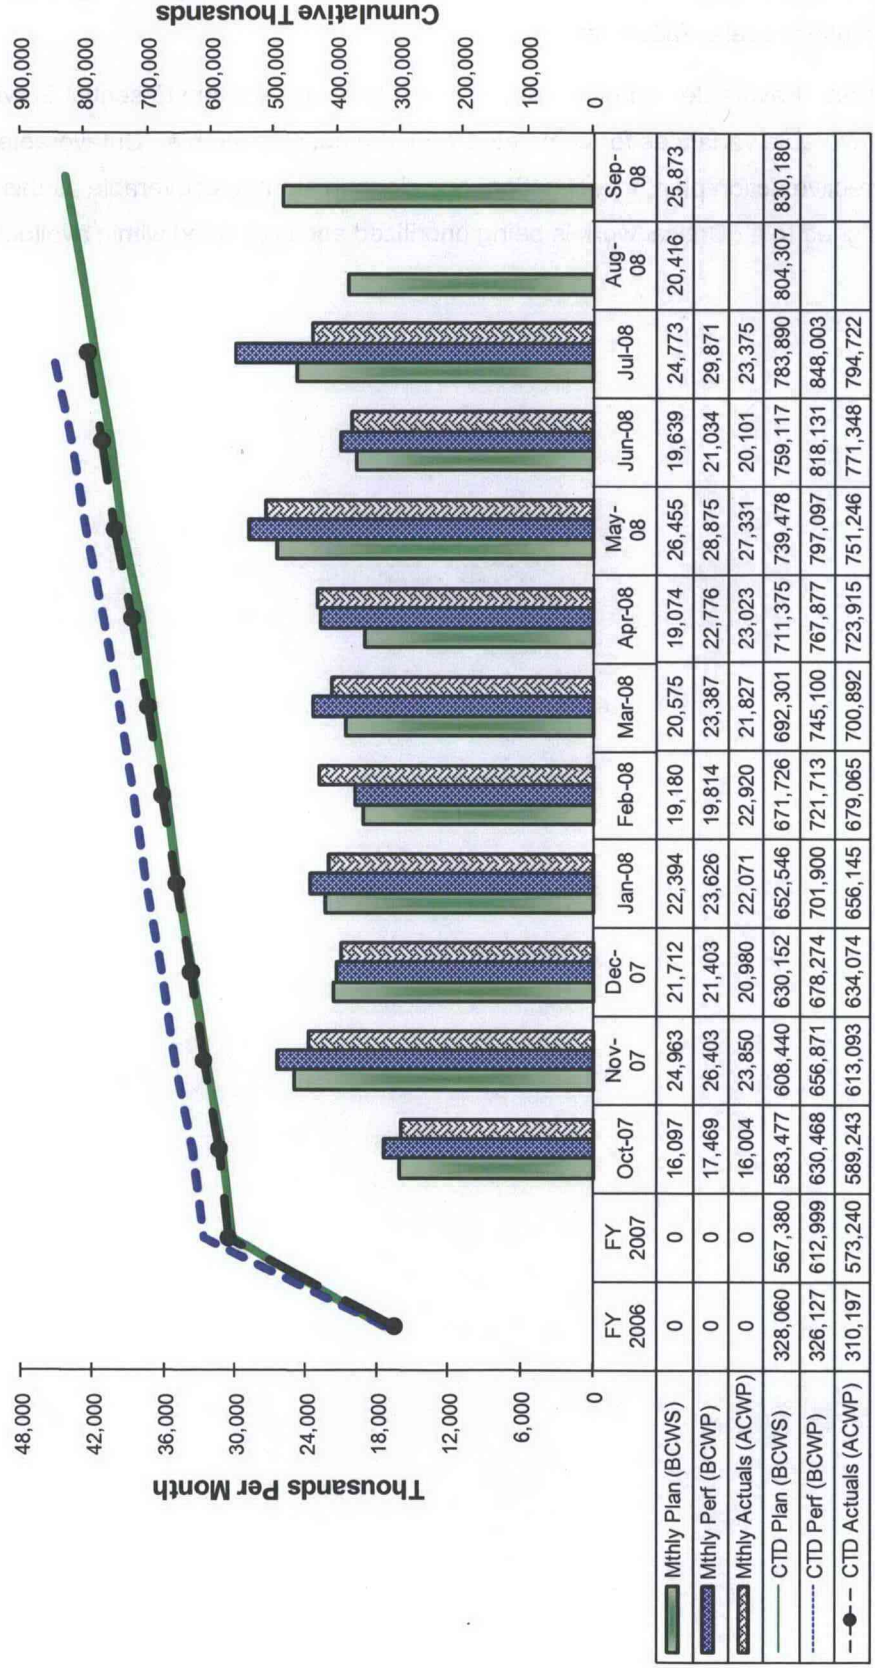 Thousands Per Month
48,000
42,000
36,000
30,000
24,000
18,000
12,000
6,000
0
Cumulative Thousands
900,000
800,000
700,000
600,000
500,000
400,000
300,000
200,000
100,000
0
FY 2006 FY 2007 Oct-07 Nov-07 Dec-07 Jan-08 Feb-08 Mar-08 Apr-08 May-08 Jun-08 Jul-08 Aug-08 Sep-08
Mthly Plan (BCWS) 0 0 16,097 24,963 21,712 22,394 19,180 20,575 19,074 26,455 19,639 24,773 20,416 25,873
Mthly Perf (BCWP) 0 0 17,469 26,403 21,403 23,626 19,814 23,387 22,776 28,875 21,034 29,871
Mthly Actuals (ACWP) 0 0 16,004 23,850 20,980 22,071 22,920 21,827 23,023 27,331 20,101 23,375
CTD Plan (BCWS) 328,060 567,380 583,477 608,440 630,152 652,546 671,726 692,301 711,375 739,478 759,117 783,890 804,307 830,180
CTD Perf (BCWP) 326,127 612,999 630,468 656,871 678,274 701,900 721,713 745,100 767,877 797,097 818,131 848,003
CTD Actuals (ACWP) 310,197 573,240 589,243 613,093 634,074 656,145 679,065 700,892 723,915 751,246 771,348 794,722